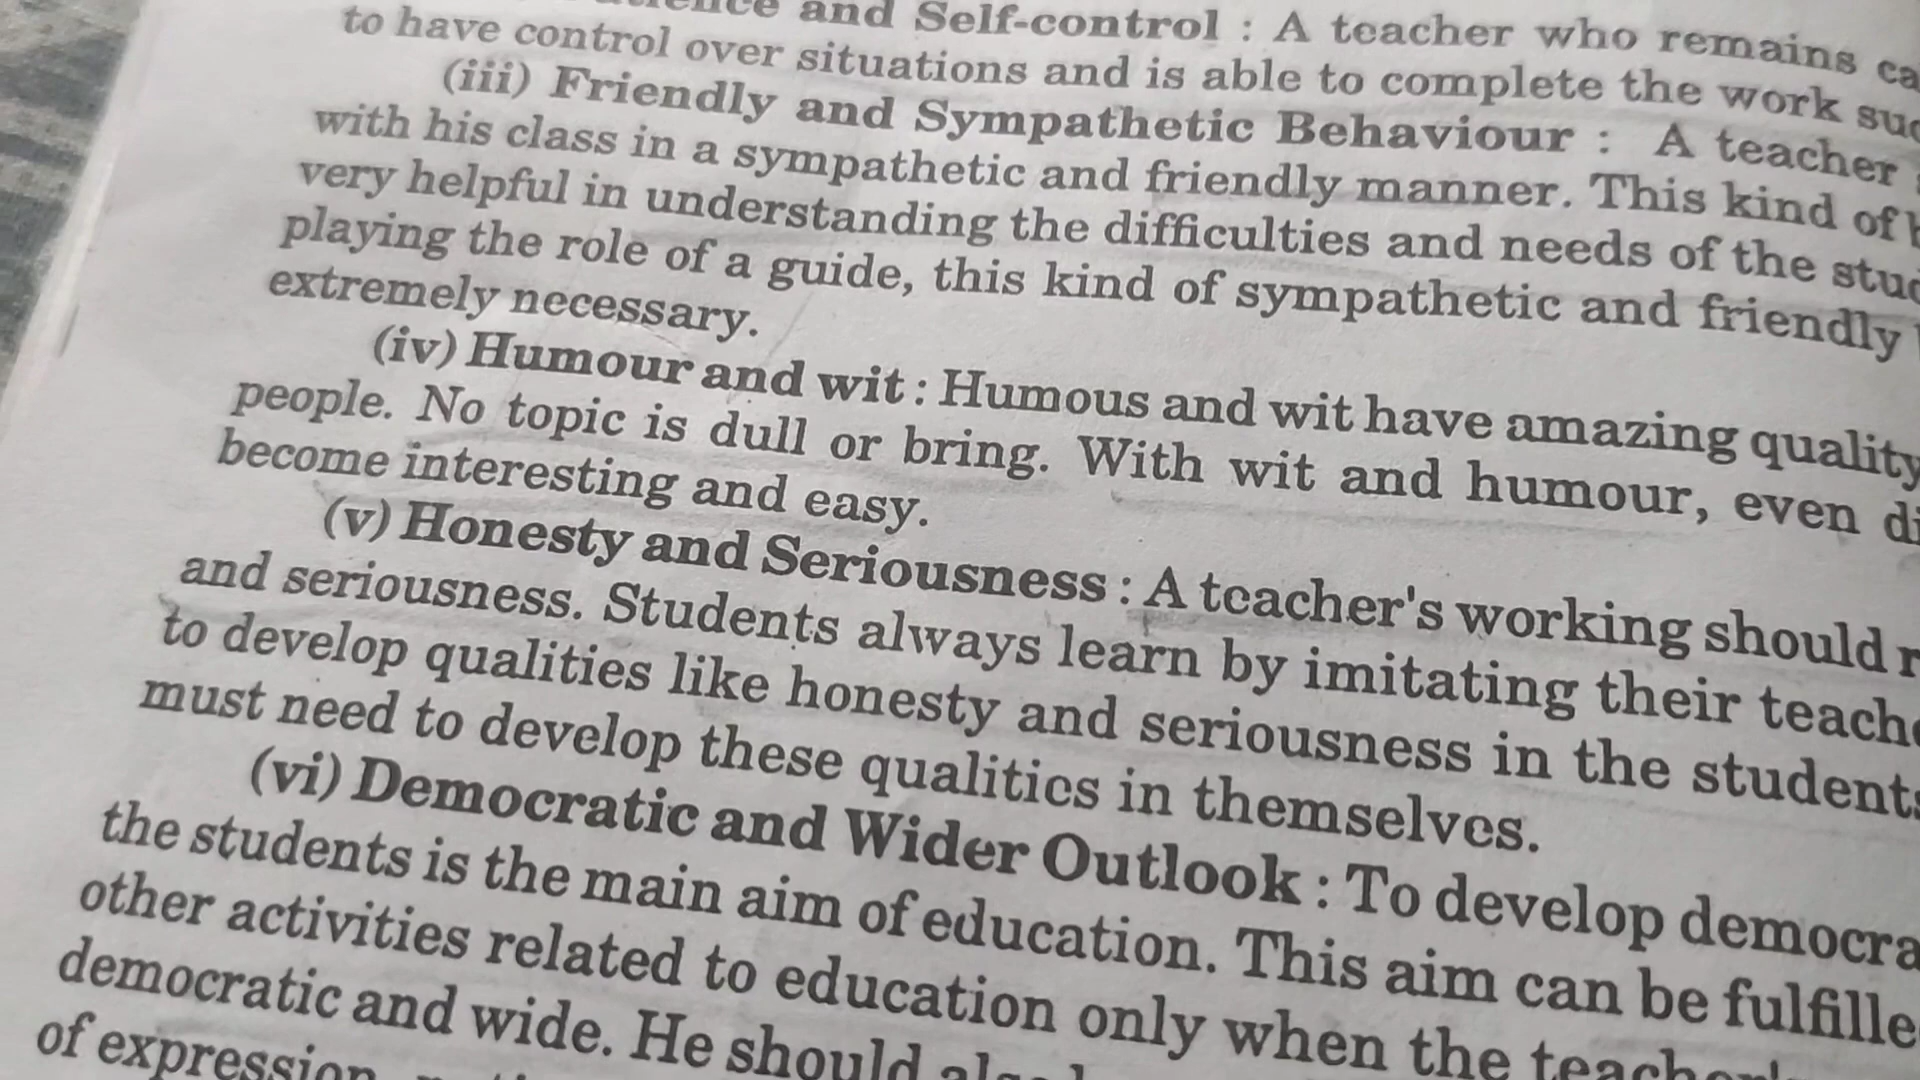 and Self-control : A teacher who remains
to have control over situations and is able to complete the work
(iii) Friendly and Sympathetic Behaviour : A teacher
with his class in a sympathetic and friendly manner. This kind of
very helpful in understanding the difficulties and needs of the
playing the role of a guide, this kind of sympathetic and friendly
extremely necessary.
(iv) Humour and wit : Humous and wit have amazing quality
people. No topic is dull or bring. With wit and humour, even
become interesting and easy.
(v) Honesty and Seriousness : A teacher's working should
and seriousness. Students always learn by imitating their
to develop qualities like honesty and seriousness in the students
must need to develop these qualities in themselves.
(vi) Democratic and Wider Outlook : To develop
the students is the main aim of education. This aim can be
other activities related to education only when the teacher's
democratic and wide. He should
of expression